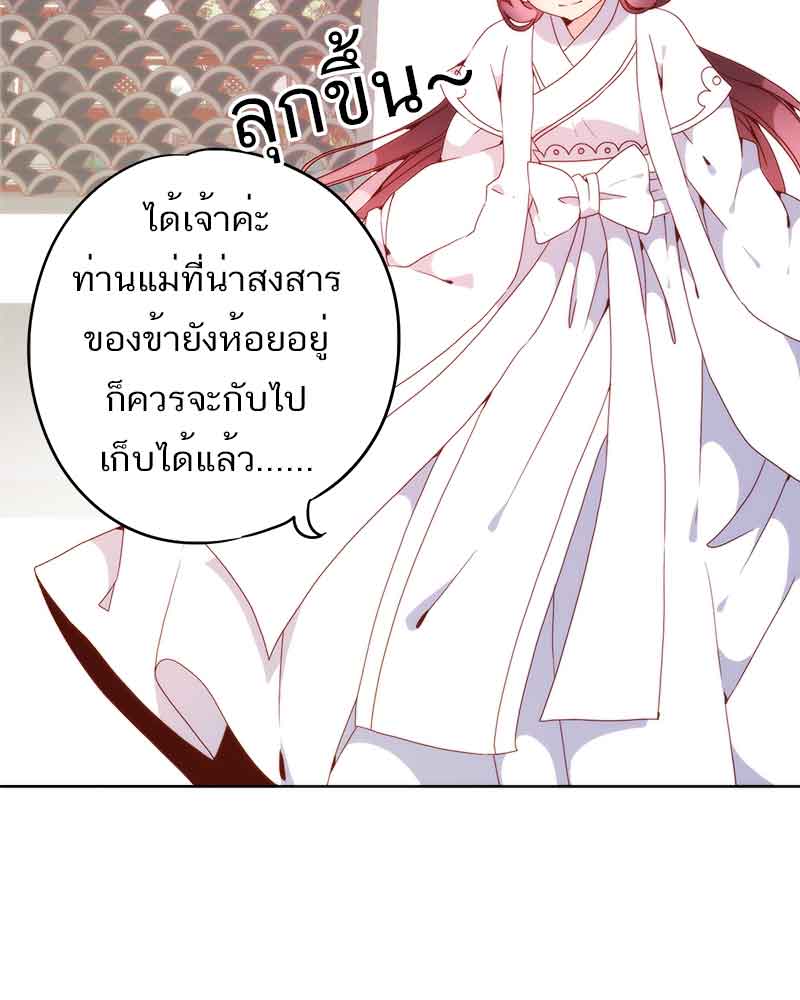 ลุกขึ้น~
ได้เจ้าค่ะ
ท่านแม่ที่น่าสงสาร
ของข้ายังห้อยอยู่
ก็ควรจะกับไป
เก็บได้แล้ว......